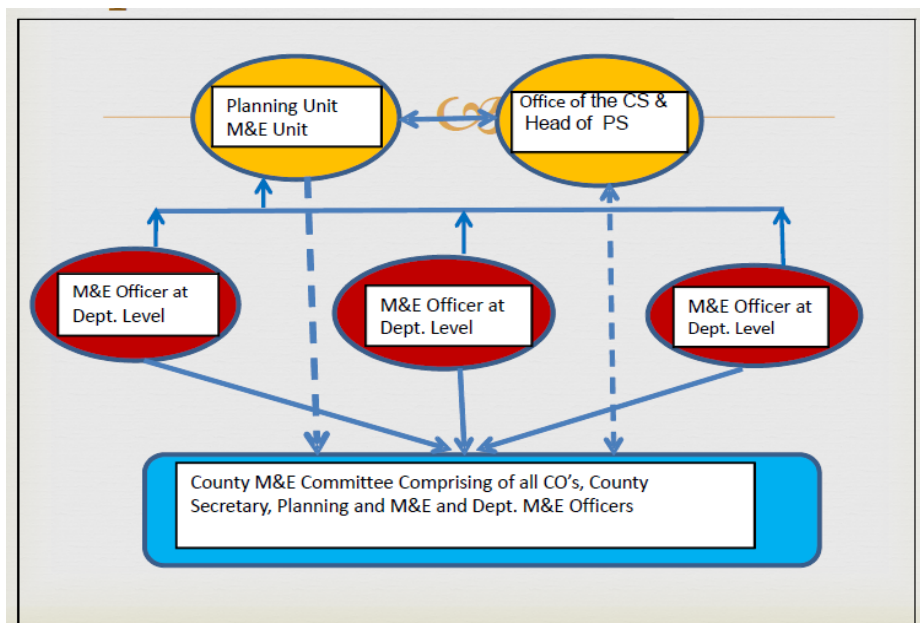 Planning Unit
M&E Unit
Office of the CS &
Head of PS
M&E Officer at
Dept. Level
M&E Officer at
Dept. Level
M&E Officer at
Dept. Level
County M&E Committee Comprising of all CO's, County
Secretary, Planning and M&E and Dept. M&E Officers